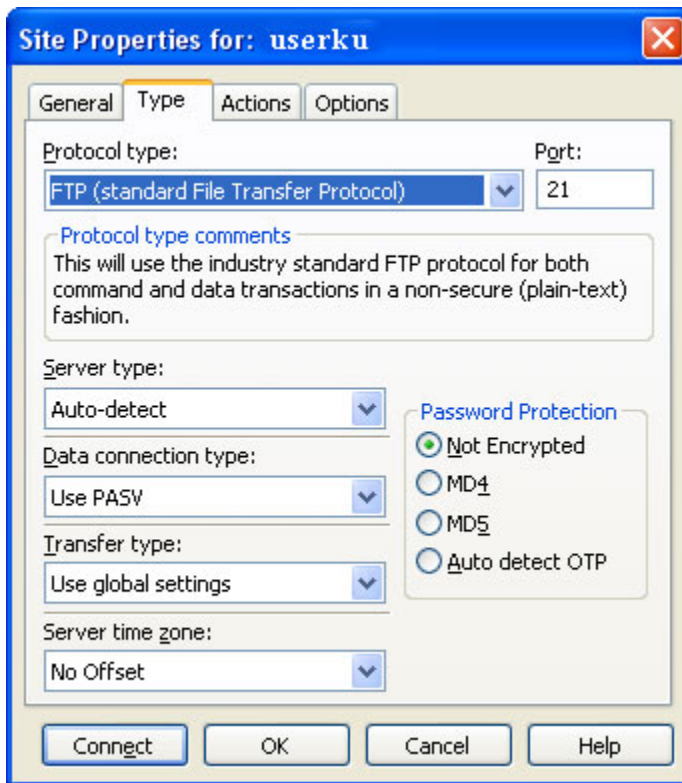 Site Properties for: userku
General Type Actions Options
Protocol type:
Port:
FTP (standard File Transfer Protocol)
21
Protocol type comments
This will use the industry standard FTP protocol for both
command and data transactions in a non-secure (plain-text)
fashion.
Server type:
Auto-detect
Data connection type:
Use PASV
Transfer type:
Use global settings
Server time zone:
No Offset
Password Protection
Not Encrypted
MD4
MD5
Auto detect OTP
Connect OK Cancel Help